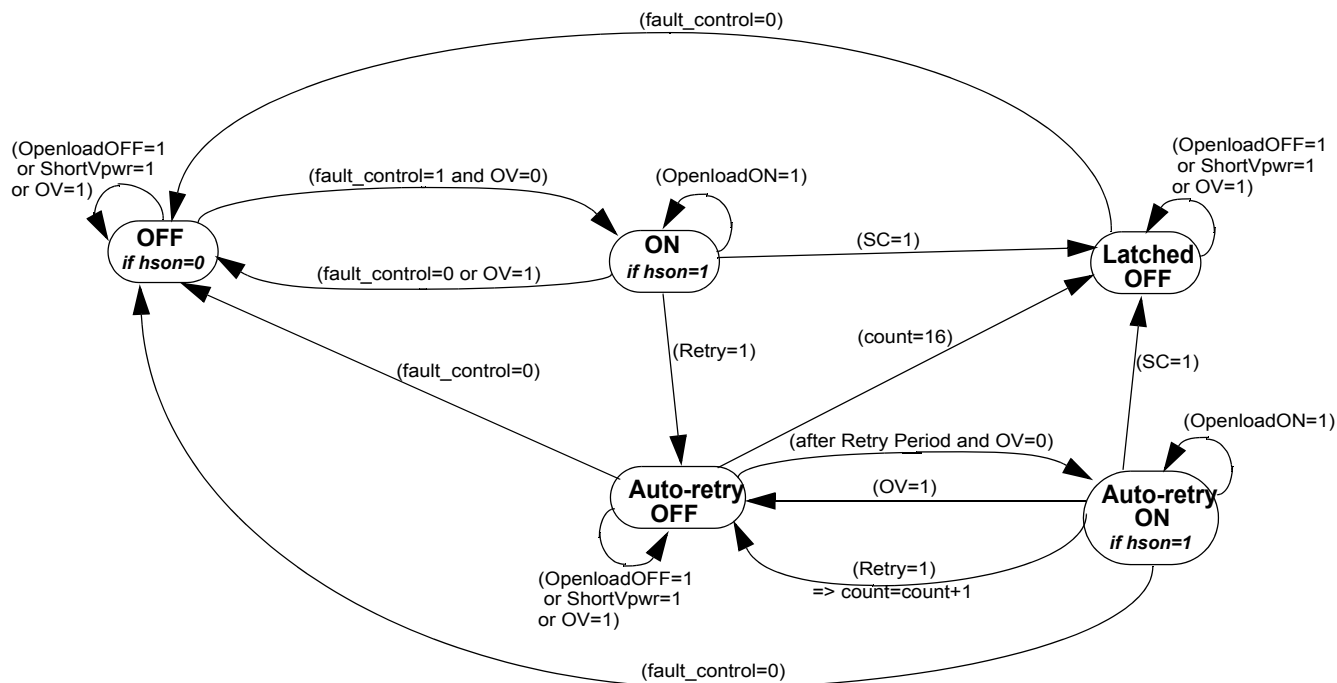 (fault_control=0)
(OpenloadOFF=1
or ShortVpwr=1
or OV=1)
(fault_control=1 and OV=0)
(OpenloadON=1)
(OpenloadOFF=1
or ShortVpwr=1
or OV=1)
OFF
if hson=0
ON
if hson=1
(SC=1)
Latched
OFF
(fault_control=0 or OV=1)
(Retry=1)
(count=16)
(SC=1)
(fault_control=0)
(OpenloadON=1)
(after Retry Period and OV=0)
Auto-retry
OFF
(OV=1)
Auto-retry
ON
if hson=1
(OpenloadOFF=1
or ShortVpwr=1
or OV=1)
(Retry=1)
=> count=count+1
(fault_control=0)